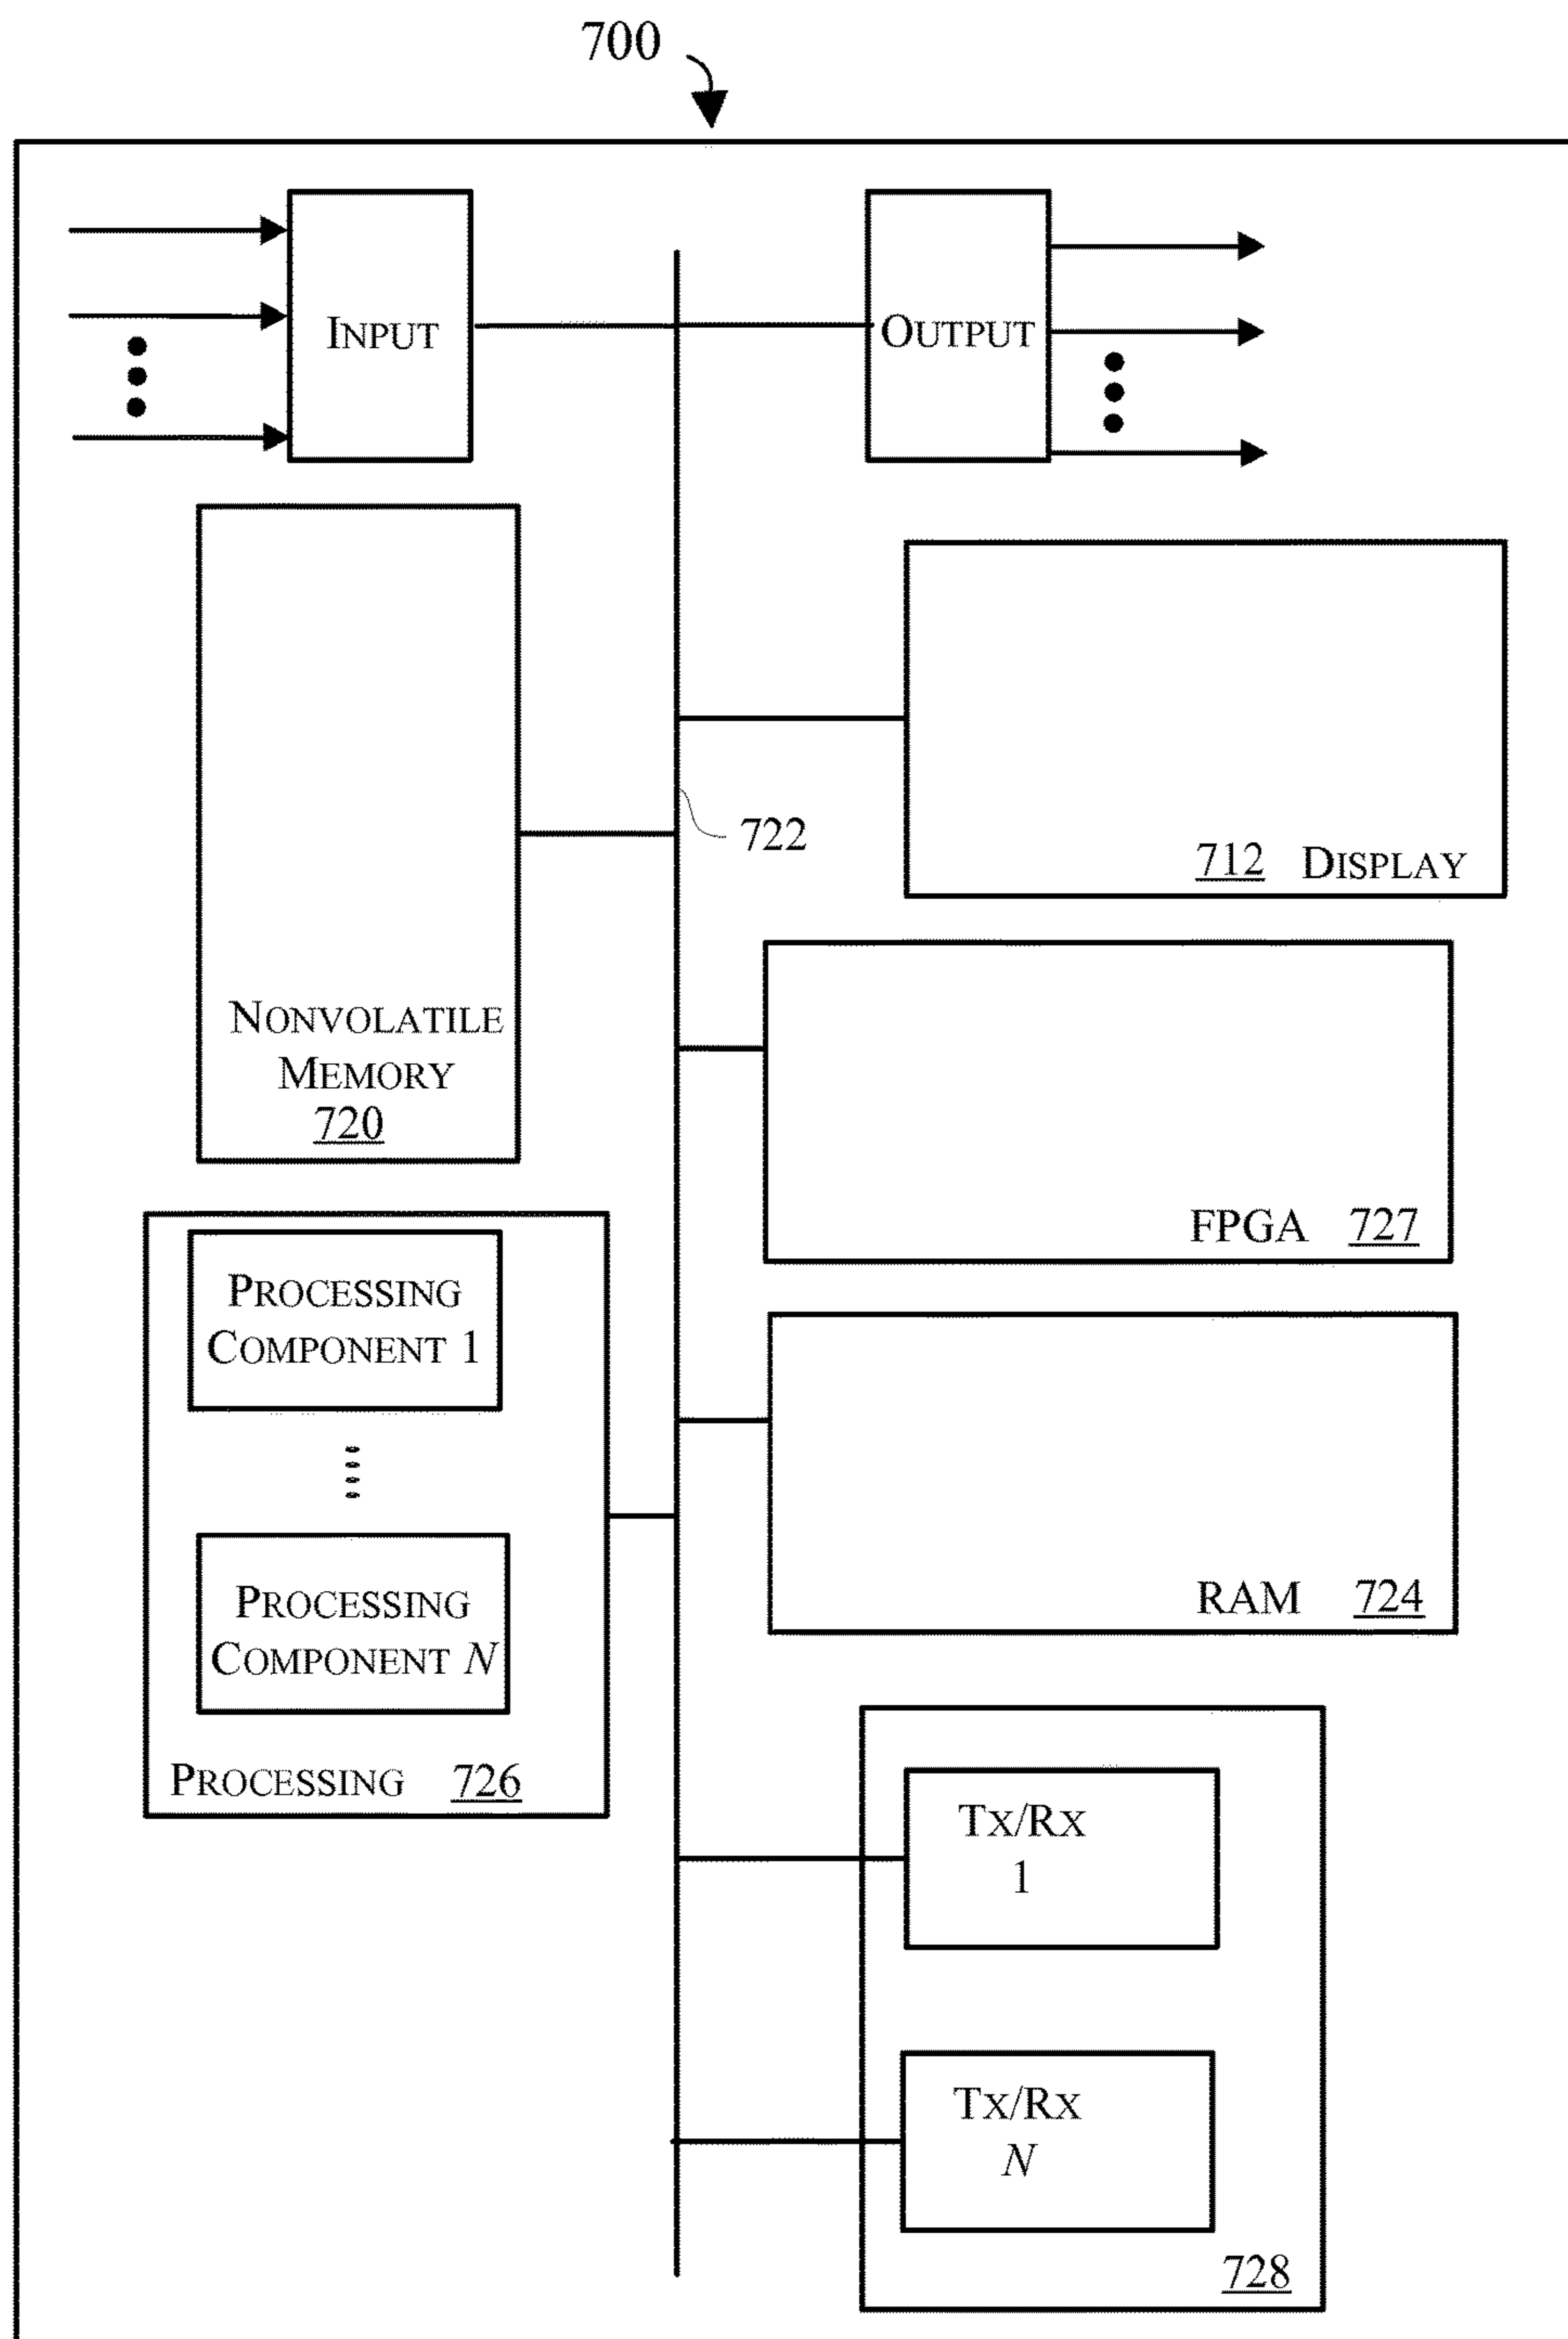 700
INPUT
OUTPUT
722
712 DISPLAY
NONVOLATILE
MEMORY
720
FPGA 727
PROCESSING
COMPONENT 1
RAM 724
PROCESSING
COMPONENT N
PROCESSING 726
TX/RX
1
TX/RX
N
728